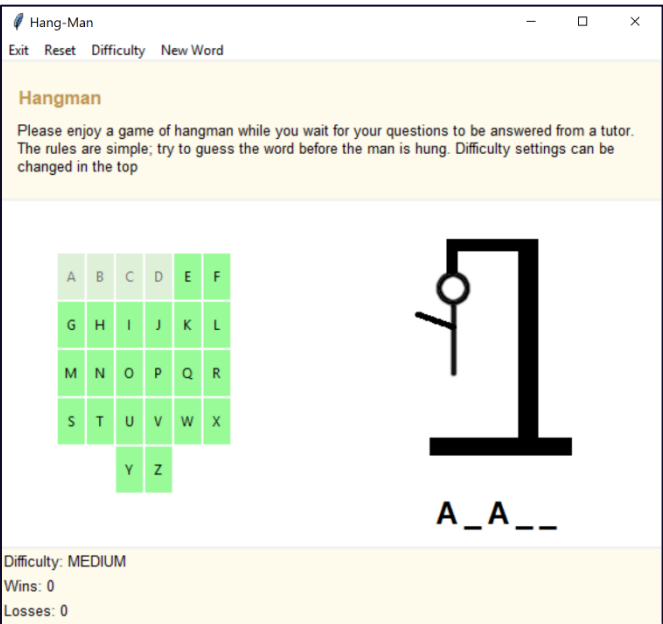 Hang-Man
Exit Reset Difficulty New Word
Hangman
Please enjoy a game of hangman while you wait for your questions to be answered from a tutor.
The rules are simple; try to guess the word before the man is hung. Difficulty settings can be
changed in the top
A B C D E F
G H I J K L
M N O P Q R
S T U V W X
Y Z
A _ A _ _
Difficulty: MEDIUM
Wins: 0
Losses: 0